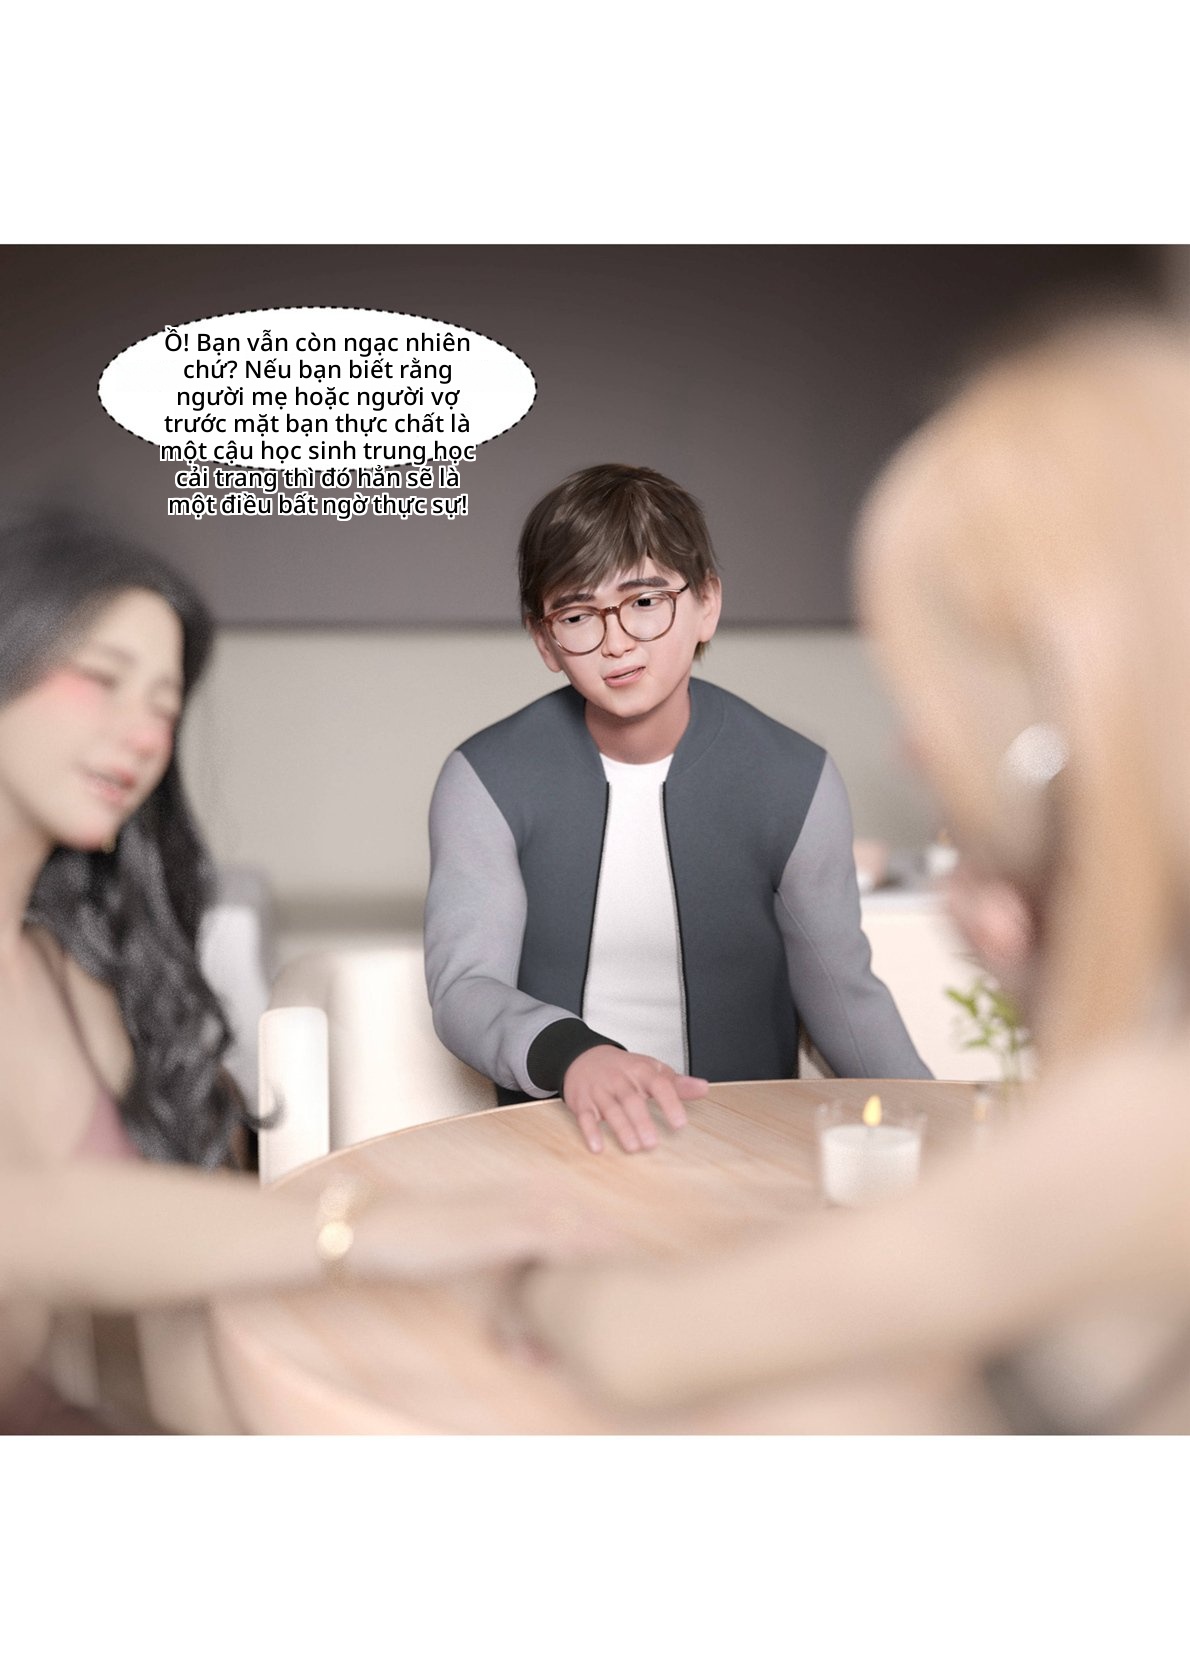 Ồ! Bạn vẫn còn ngạc nhiên
chứ? Nếu bạn biết rằng
người mẹ hoặc người vợ
trước mặt bạn thực chất là
một cậu học sinh trung học
cải trang thì đó hẳn sẽ là
một điều bất ngờ thực sự!